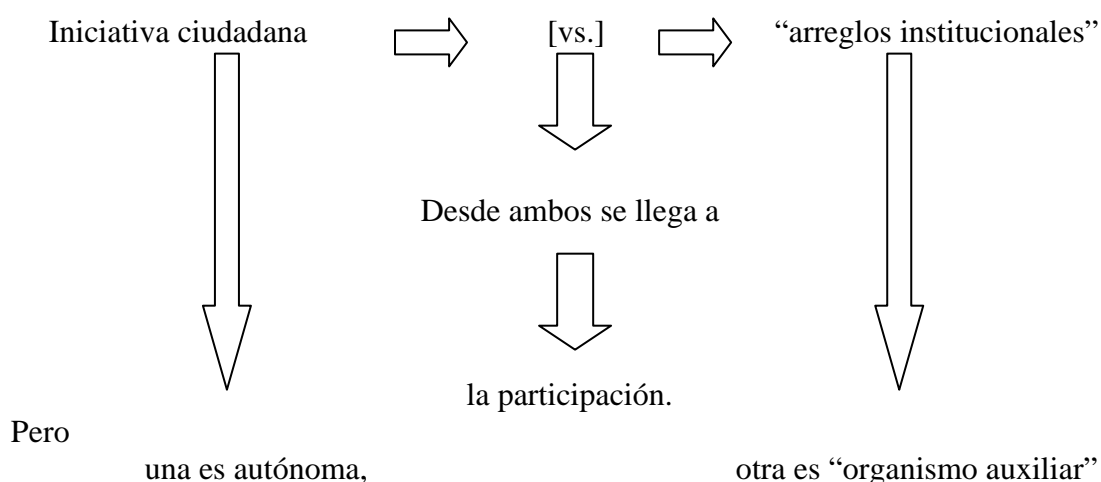 Iniciativa ciudadana [vs.] “arreglos institucionales”
Desde ambos se llega a
la participación.
Pero
una es autónoma, otra es “organismo auxiliar”